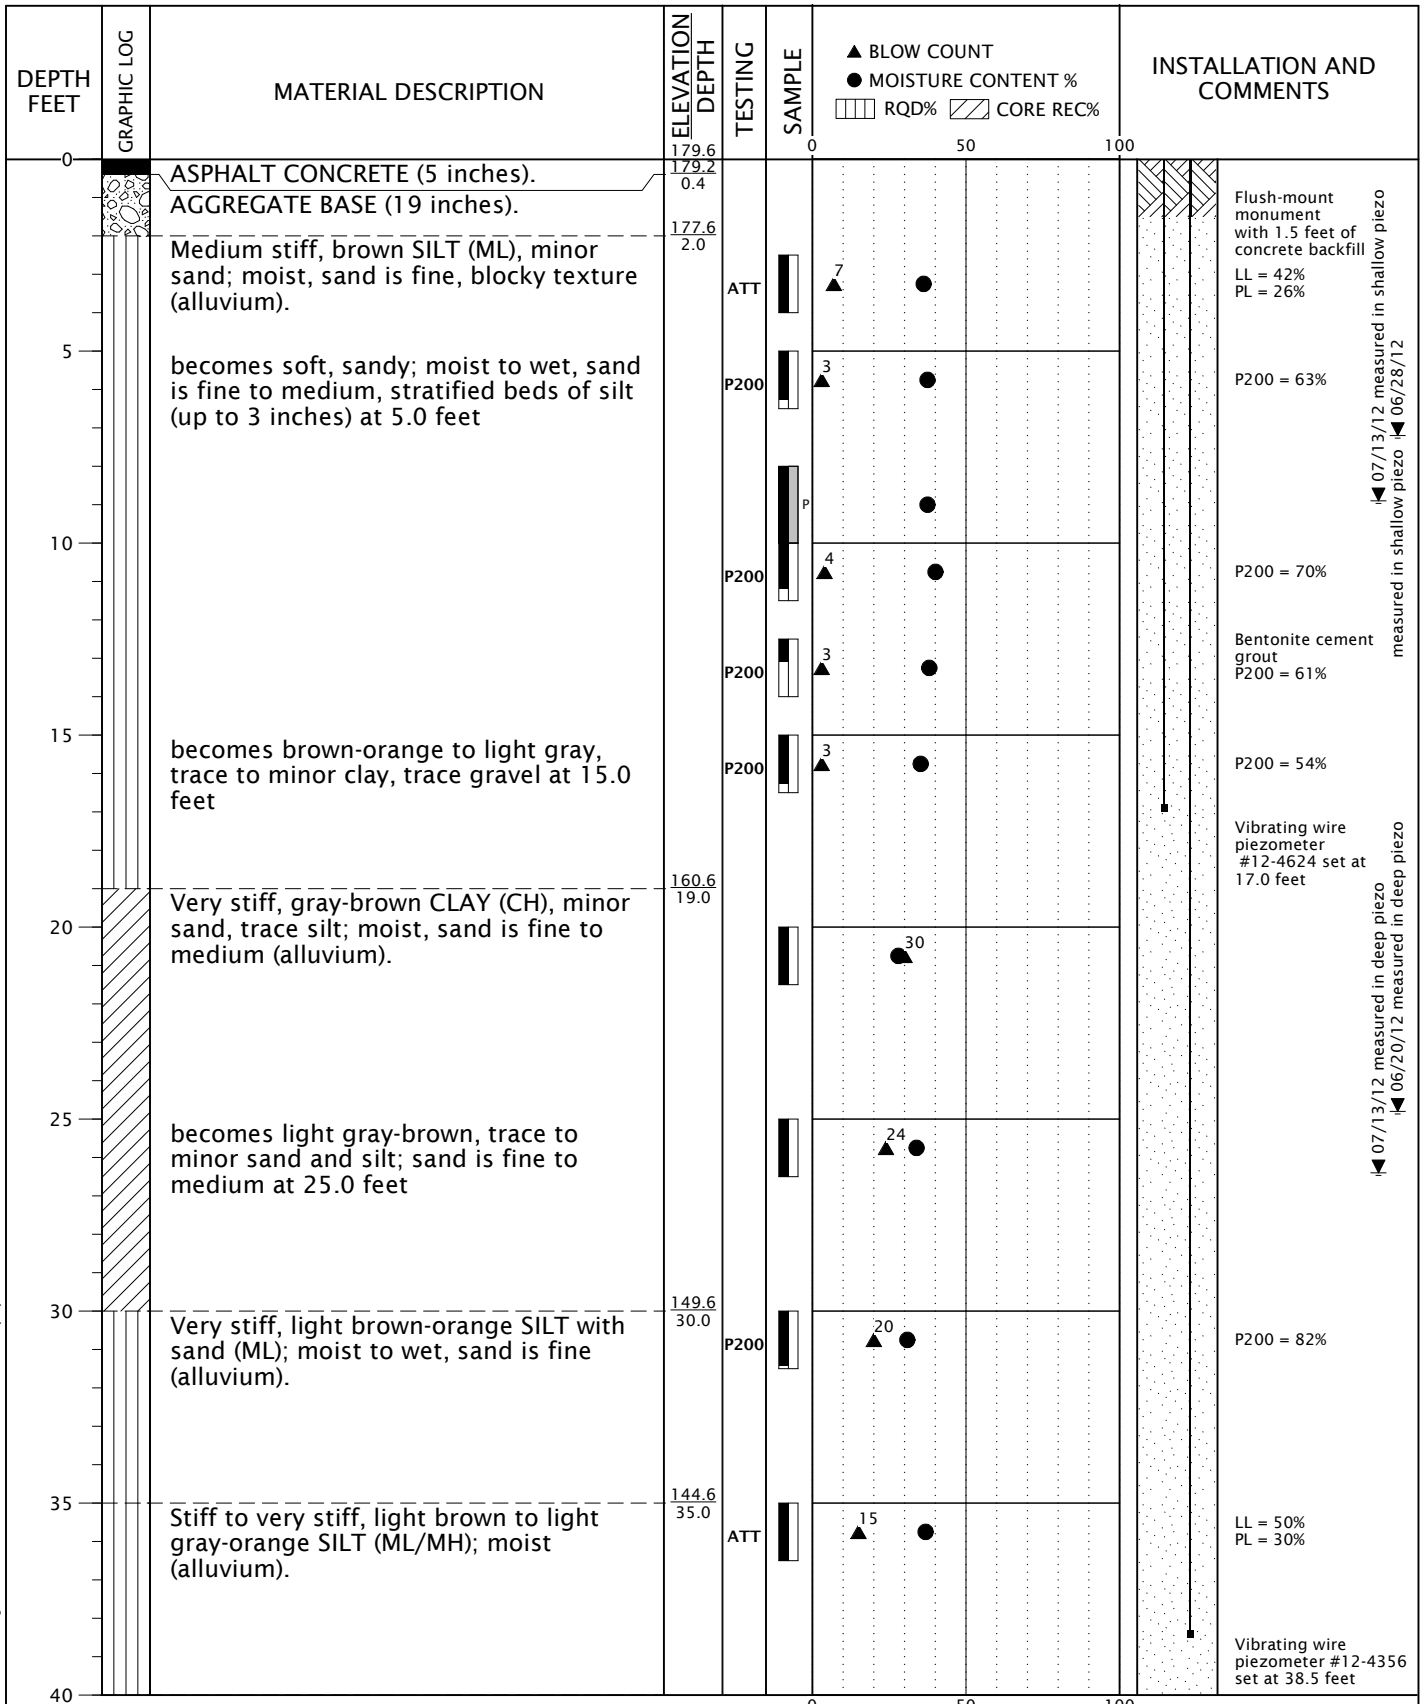 DEPTH
FEET
GRAPHIC LOG
MATERIAL DESCRIPTION
ELEVATION
DEPTH
TESTING
SAMPLE
▲ BLOW COUNT
● MOISTURE CONTENT %
RQD%
CORE REC%
INSTALLATION AND
COMMENTS
0
50
100
0
179.6
ASPHALT CONCRETE (5 inches).
179.2
0.4
AGGREGATE BASE (19 inches).
177.6
2.0
Flush-mount
monument
with 1.5 feet of
concrete backfill
Medium stiff, brown SILT (ML), minor
sand; moist, sand is fine, blocky texture
(alluvium).
ATT
7
LL = 42%
PL = 26%
07/13/12 measured in shallow piezo
measured in shallow piezo 06/28/12
5
becomes soft, sandy; moist to wet, sand
is fine to medium, stratified beds of silt
(up to 3 inches) at 5.0 feet
P200
3
P200 = 63%
P
10
P200
4
P200 = 70%
P200
3
Bentonite cement
grout
P200 = 61%
15
becomes brown-orange to light gray,
trace to minor clay, trace gravel at 15.0
feet
P200
3
P200 = 54%
Vibrating wire
piezometer
#12-4624 set at
17.0 feet
160.6
19.0
Very stiff, gray-brown CLAY (CH), minor
sand, trace silt; moist, sand is fine to
medium (alluvium).
20
30
07/13/12 measured in deep piezo
06/20/12 measured in deep piezo
25
becomes light gray-brown, trace to
minor sand and silt; sand is fine to
medium at 25.0 feet
24
30
149.6
30.0
Very stiff, light brown-orange SILT with
sand (ML); moist to wet, sand is fine
(alluvium).
P200
20
P200 = 82%
35
144.6
35.0
Stiff to very stiff, light brown to light
gray-orange SILT (ML/MH); moist
(alluvium).
ATT
15
LL = 50%
PL = 30%
Vibrating wire
piezometer #12-4356
set at 38.5 feet
40
0
50
100